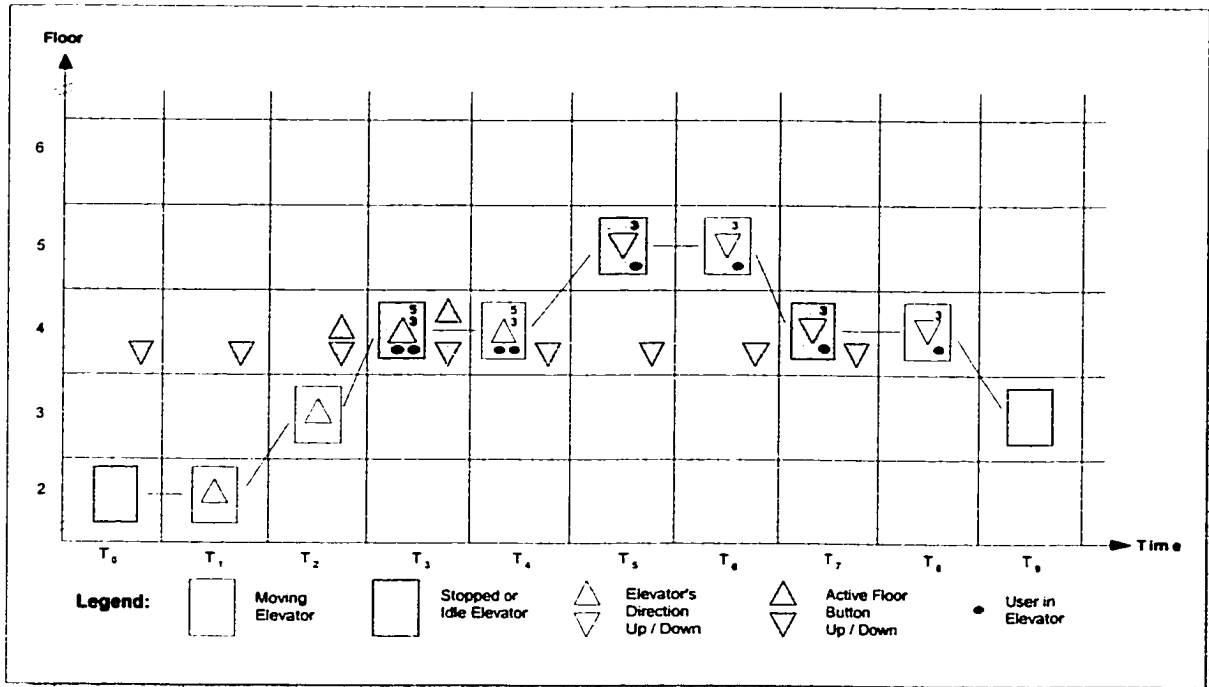 Floor
6
5
3
3
5
3
5
3
4
3
3
3
2
T0 T1 T2 T3 T4 T5 T6 T7 T8 T9
Time
Legend:
Moving
Elevator
Stopped or
Idle Elevator
Elevator's
Direction
Up / Down
Active Floor
Button
Up / Down
User in
Elevator